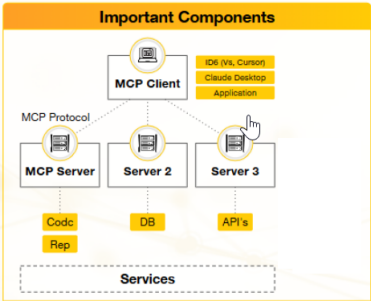 Important Components
MCP Client
ID6 (Vs, Cursor)
Claude Desktop
Application
MCP Protocol
MCP Server
Server 2
Server 3
Codc
Rep
DB
API's
Services